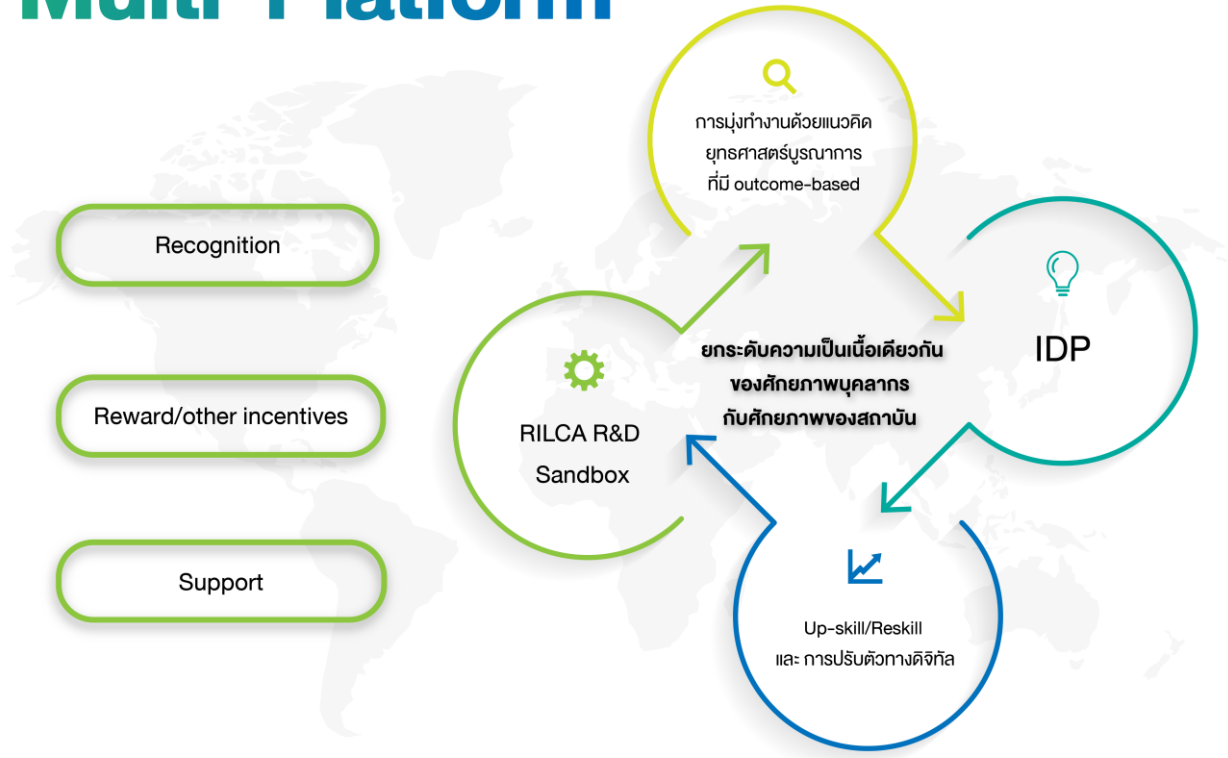 Multi-Platform
การมุ่งทำงานด้วยแนวคิด
ยุทธศาสตร์บูรณาการ
ที่มี outcome-based
Recognition
IDP
ยกระดับความเป็นเนื้อเดียวกัน
ของศักยภาพบุคลากร
กับศักยภาพของสถาบัน
Reward/other incentives
RILCA R&D
Sandbox
Support
Up-skill/Reskill
และ การปรับตัวทางดิจิทัล